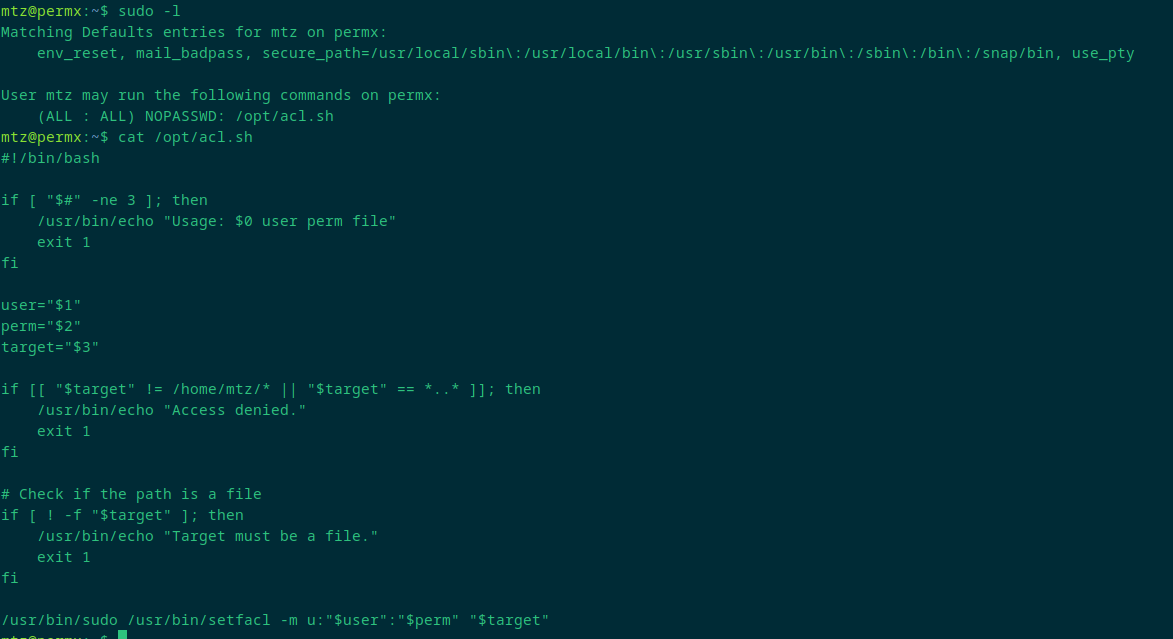 mtz@permx:~$ sudo -l
Matching Defaults entries for mtz on permx:
    env_reset, mail_badpass, secure_path=/usr/local/sbin\:/usr/local/bin\:/usr/sbin\:/usr/bin\:/sbin\:/bin\:/snap/bin, use_pty

User mtz may run the following commands on permx:
    (ALL : ALL) NOPASSWD: /opt/acl.sh
mtz@permx:~$ cat /opt/acl.sh
#!/bin/bash

if [ "$#" -ne 3 ]; then
    /usr/bin/echo "Usage: $0 user perm file"
    exit 1
fi

user="$1"
perm="$2"
target="$3"

if [[ "$target" != /home/mtz/* || "$target" == *..* ]]; then
    /usr/bin/echo "Access denied."
    exit 1
fi

# Check if the path is a file
if [ ! -f "$target" ]; then
    /usr/bin/echo "Target must be a file."
    exit 1
fi

/usr/bin/sudo /usr/bin/setfacl -m u:"$user":"$perm" "$target"
mtz@permx:~$